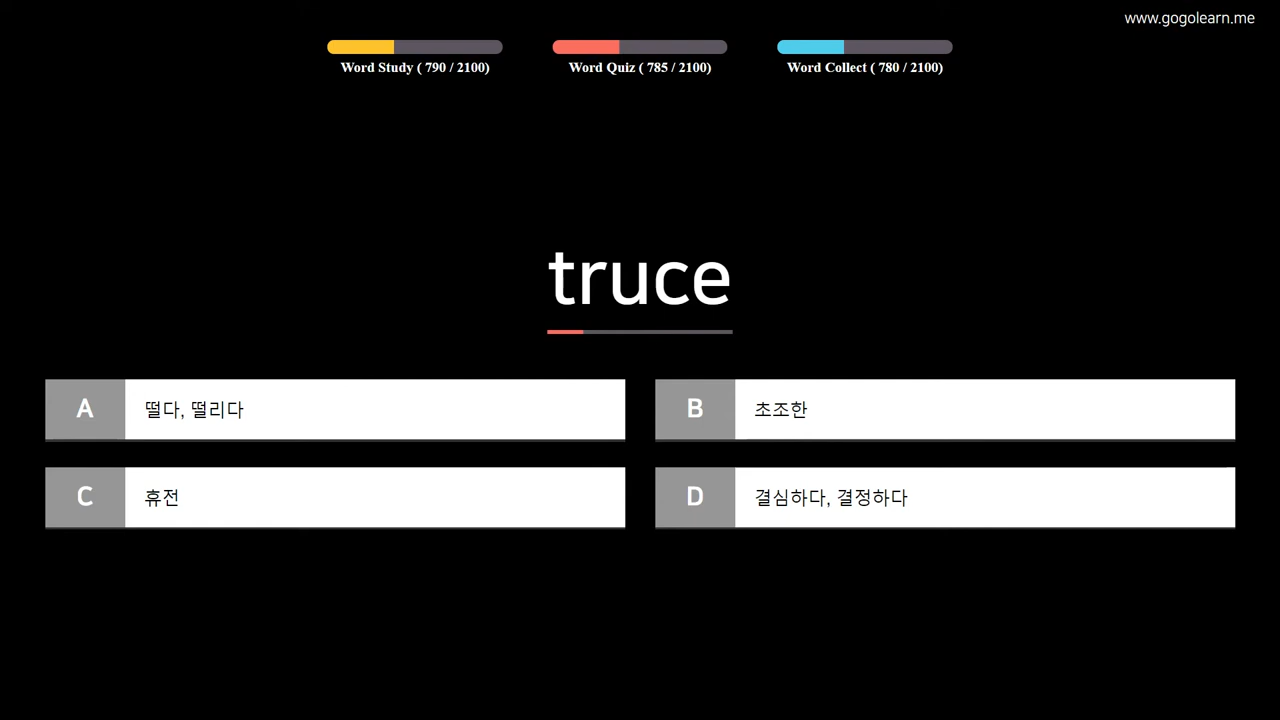 www.gogolearn.me
Word Study ( 790 / 2100)
Word Quiz ( 785 / 2100)
Word Collect ( 780 / 2100)
truce
A 떨다, 떨리다
B 초조한
C 휴전
D 결심하다, 결정하다